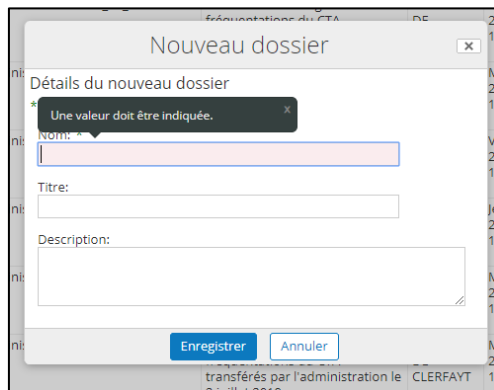 fréquentations du CTA DE
Nouveau dossier x
Détails du nouveau dossier
*
Une valeur doit être indiquée. x
Nom: *
Titre:
Description:
Enregistrer Annuler
transférés par l'administration le CLERFAYT